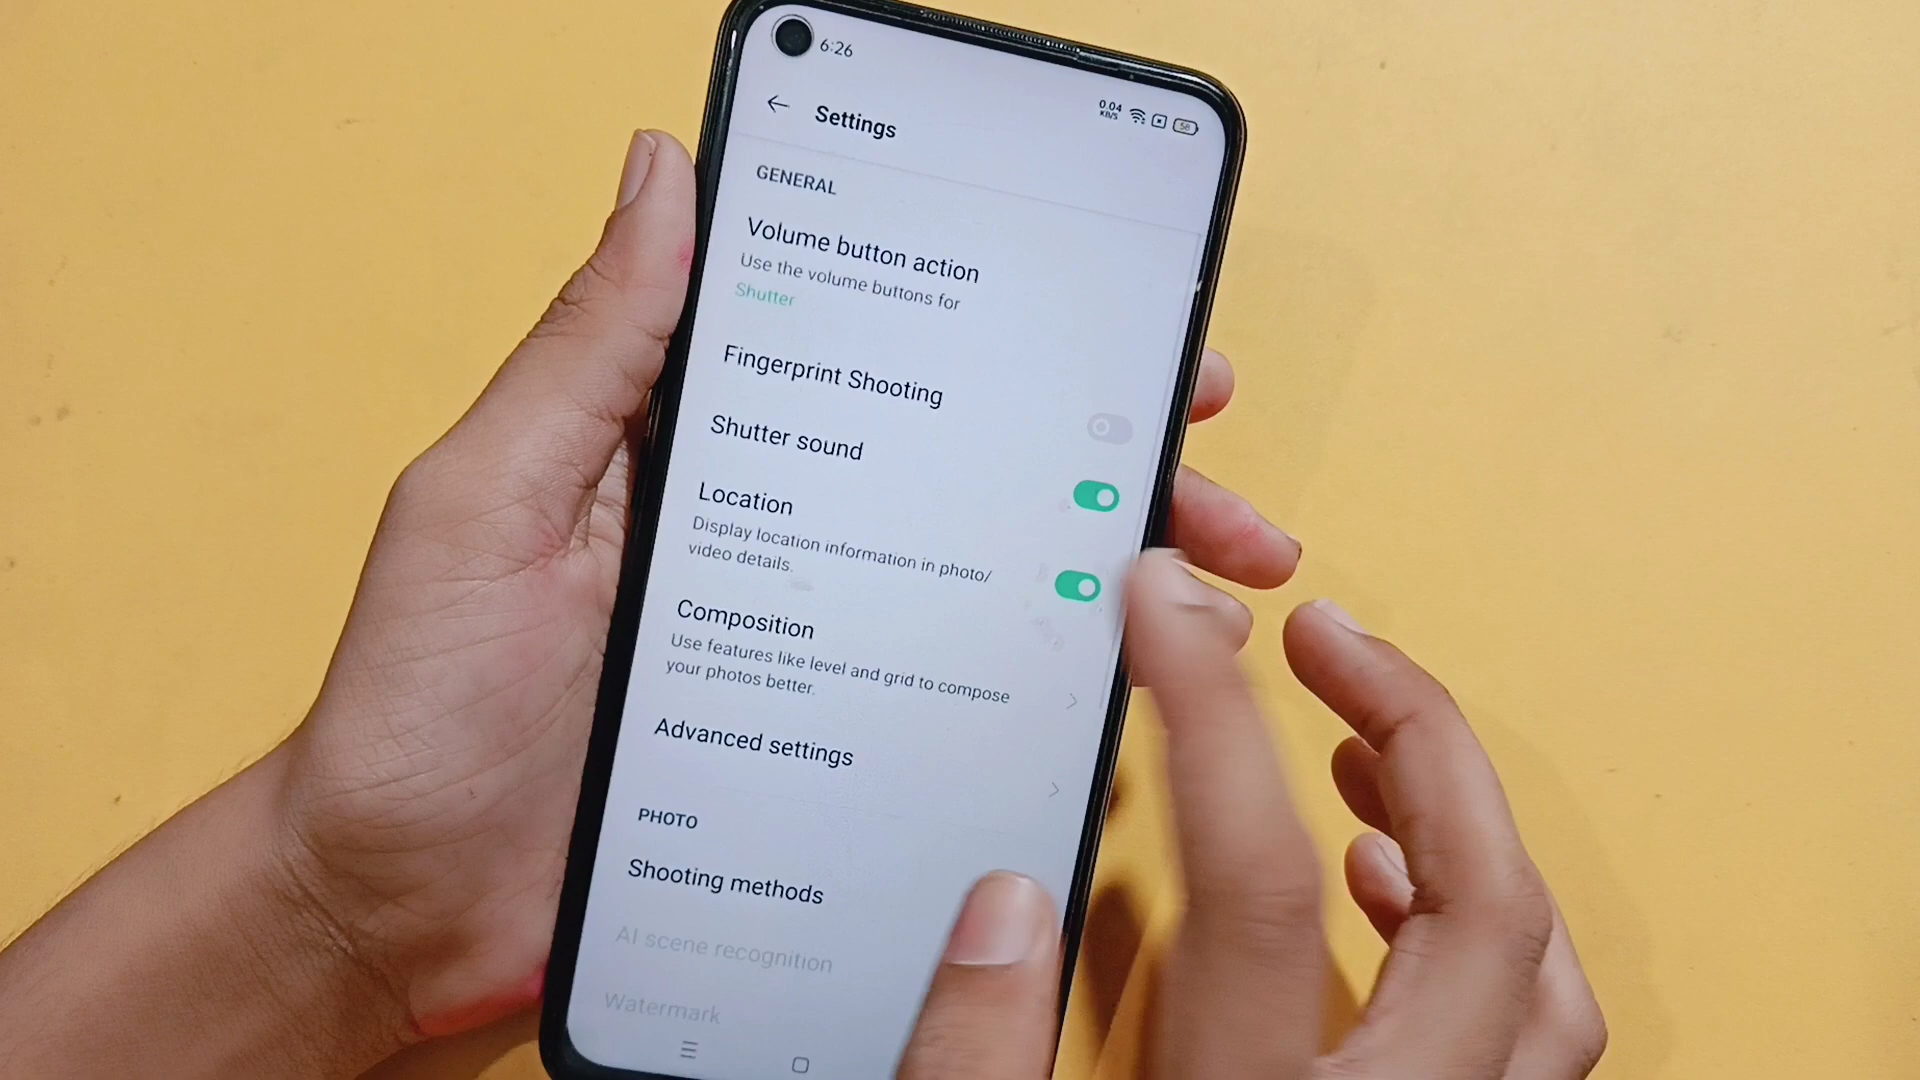 6:26
0.04
KB/S
58
Settings
GENERAL
Volume button action
Use the volume buttons for
Shutter
Fingerprint Shooting
Shutter sound
Location
Display location information in photo/
video details.
Composition
Use features like level and grid to compose
your photos better.
Advanced settings
PHOTO
Shooting methods
AI scene recognition
Watermark